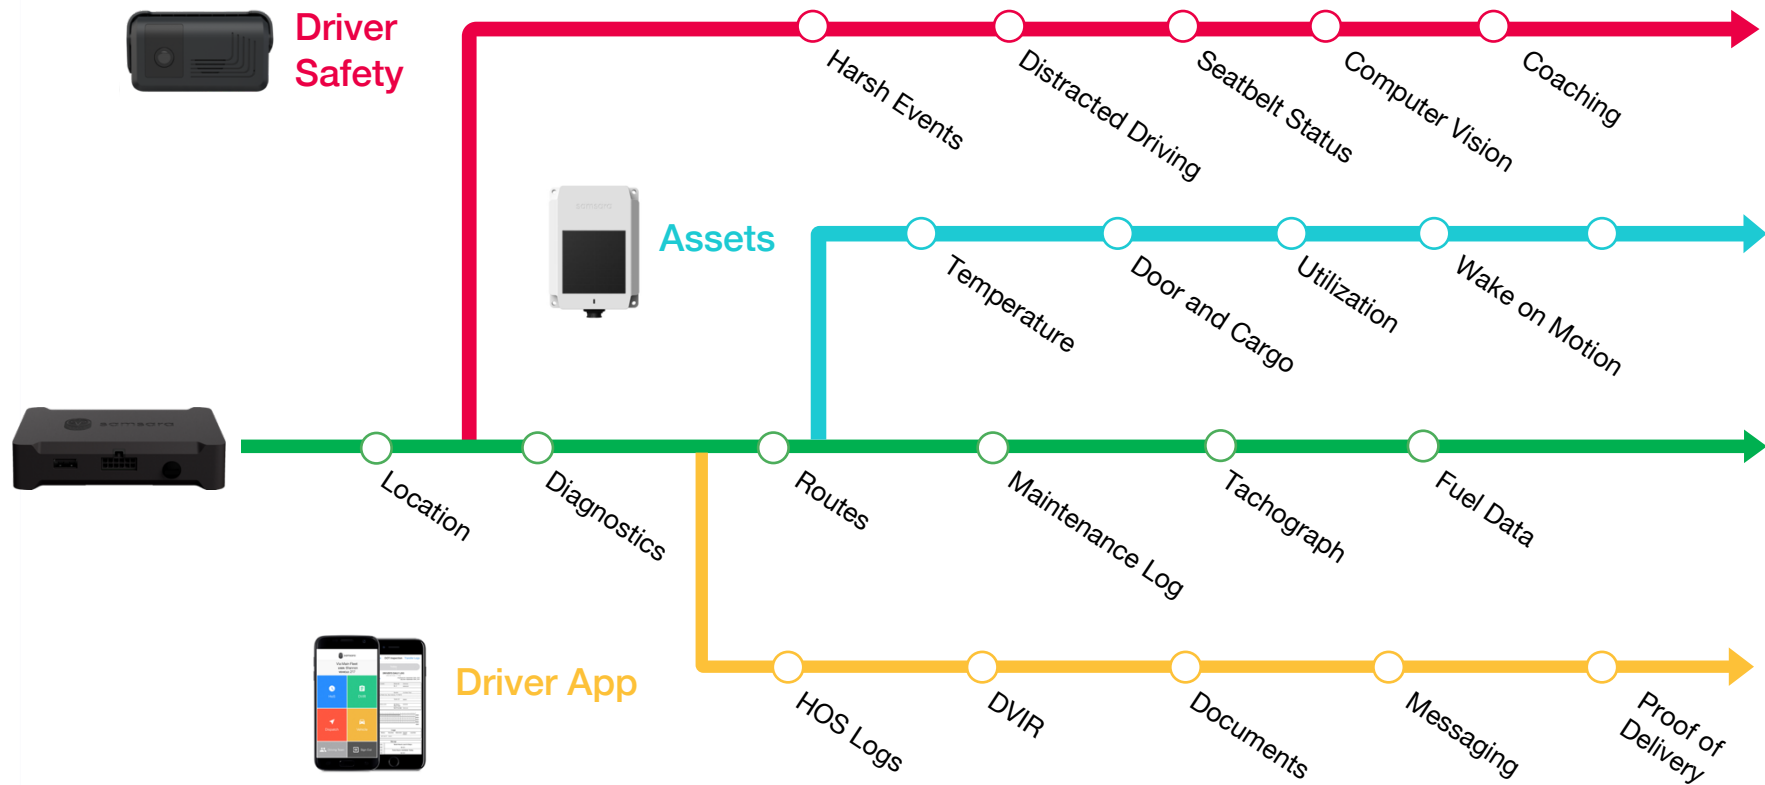 Driver
Safety
Harsh Events
Distracted Driving
Seatbelt Status
Computer Vision
Coaching
samsara
Assets
Temperature
Door and Cargo
Utilization
Wake on Motion
samsara
Location
Diagnostics
Routes
Maintenance Log
Tachograph
Fuel Data
Driver App
HOS Logs
DVIR
Documents
Messaging
Proof of
Delivery